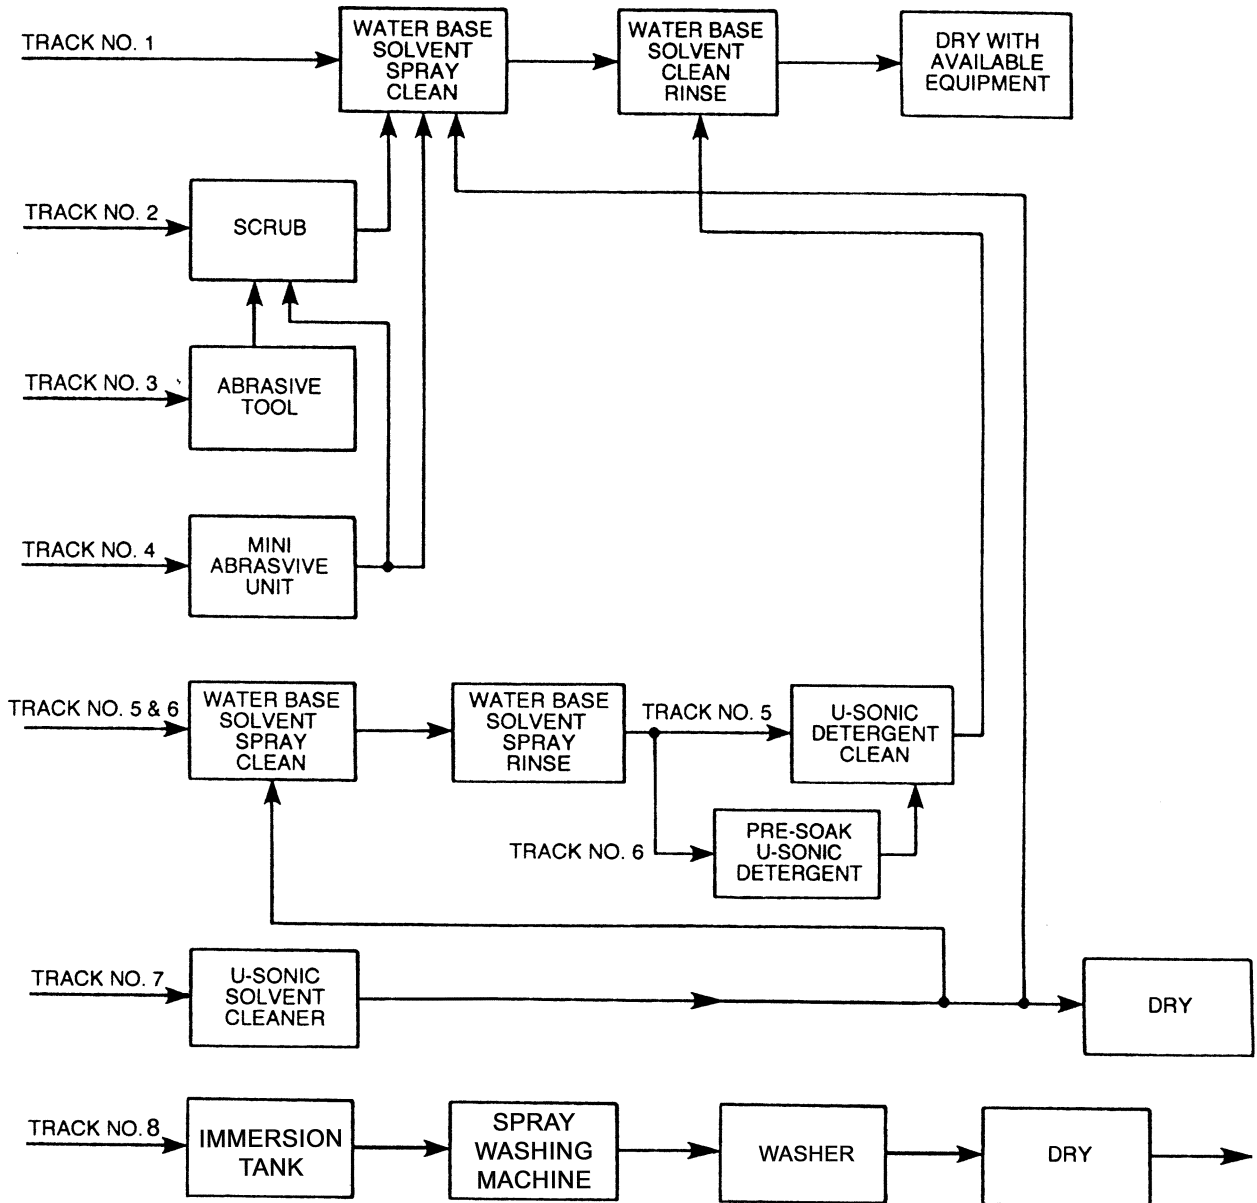 TRACK NO. 1
WATER BASE
SOLVENT
SPRAY
CLEAN
WATER BASE
SOLVENT
CLEAN
RINSE
DRY WITH
AVAILABLE
EQUIPMENT
TRACK NO. 2
SCRUB
TRACK NO. 3
ABRASIVE
TOOL
TRACK NO. 4
MINI
ABRASVIVE
UNIT
TRACK NO. 5 & 6
WATER BASE
SOLVENT
SPRAY
CLEAN
WATER BASE
SOLVENT
SPRAY
RINSE
TRACK NO. 5
U-SONIC
DETERGENT
CLEAN
TRACK NO. 6
PRE-SOAK
U-SONIC
DETERGENT
TRACK NO. 7
U-SONIC
SOLVENT
CLEANER
DRY
TRACK NO. 8
IMMERSION
TANK
SPRAY
WASHING
MACHINE
WASHER
DRY